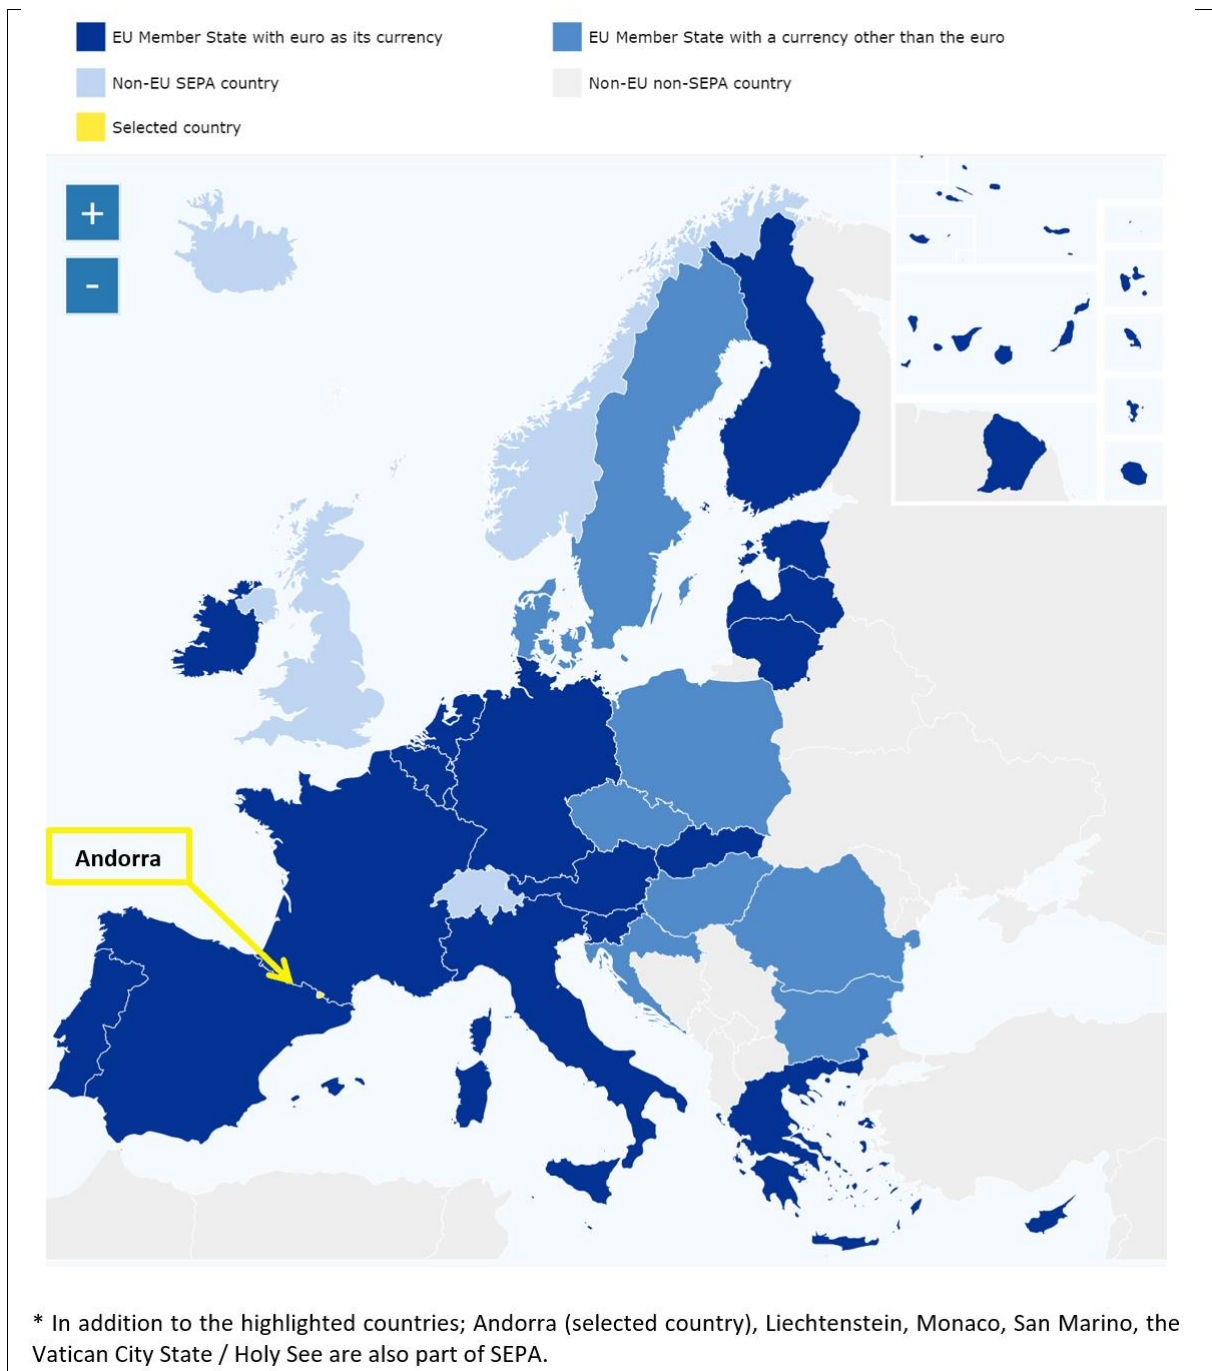 EU Member State with euro as its currency
EU Member State with a currency other than the euro
Non-EU SEPA country
Non-EU non-SEPA country
Selected country
+
-
Andorra
* In addition to the highlighted countries; Andorra (selected country), Liechtenstein, Monaco, San Marino, the
Vatican City State / Holy See are also part of SEPA.